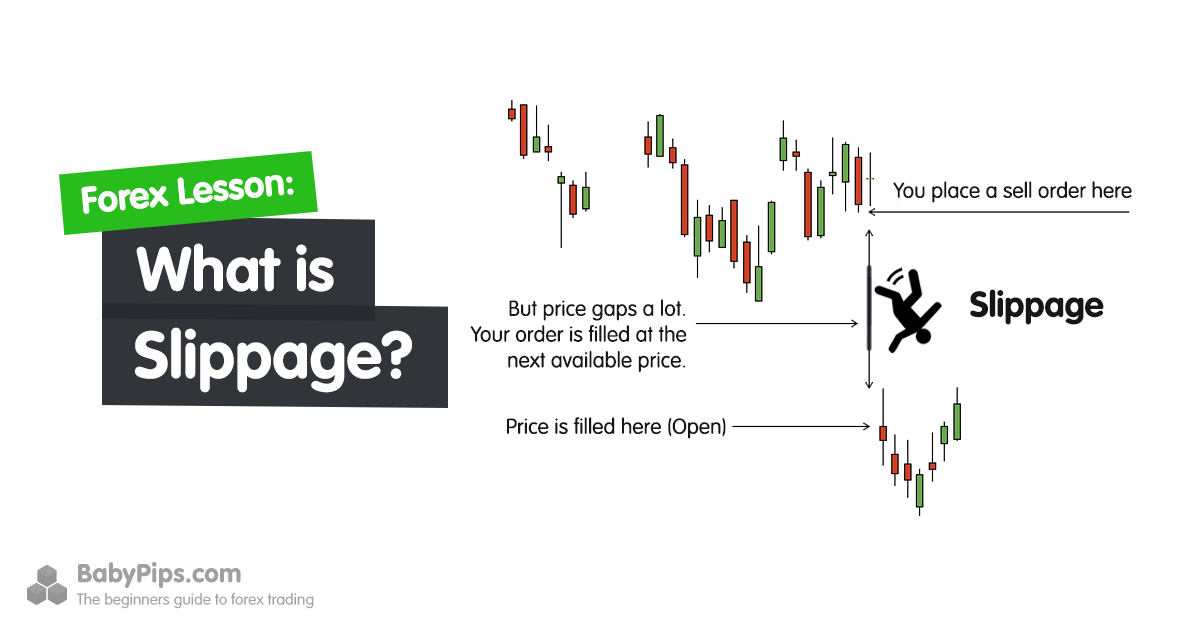 Forex Lesson:
What is
Slippage?
You place a sell order here
But price gaps a lot.
Your order is filled at the
next available price.
Slippage
Price is filled here (Open)
BabyPips.com
The beginners guide to forex trading